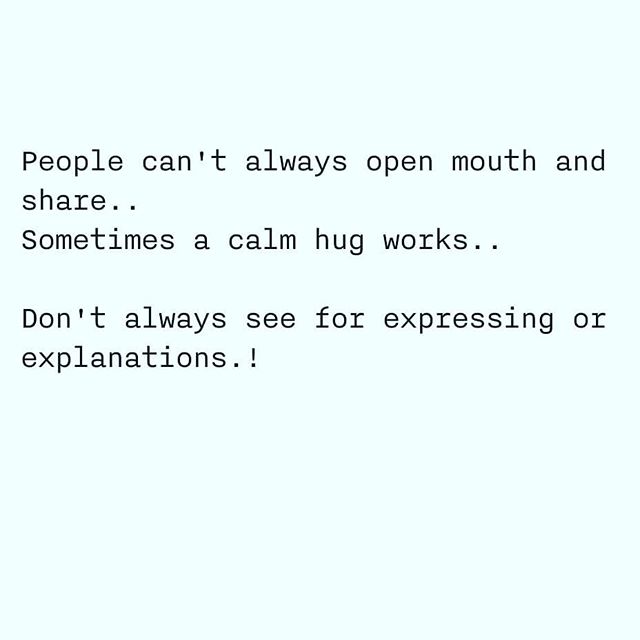 People can't always open mouth and
share..
Sometimes a calm hug works..
Don't always see for expressing or
explanations.!